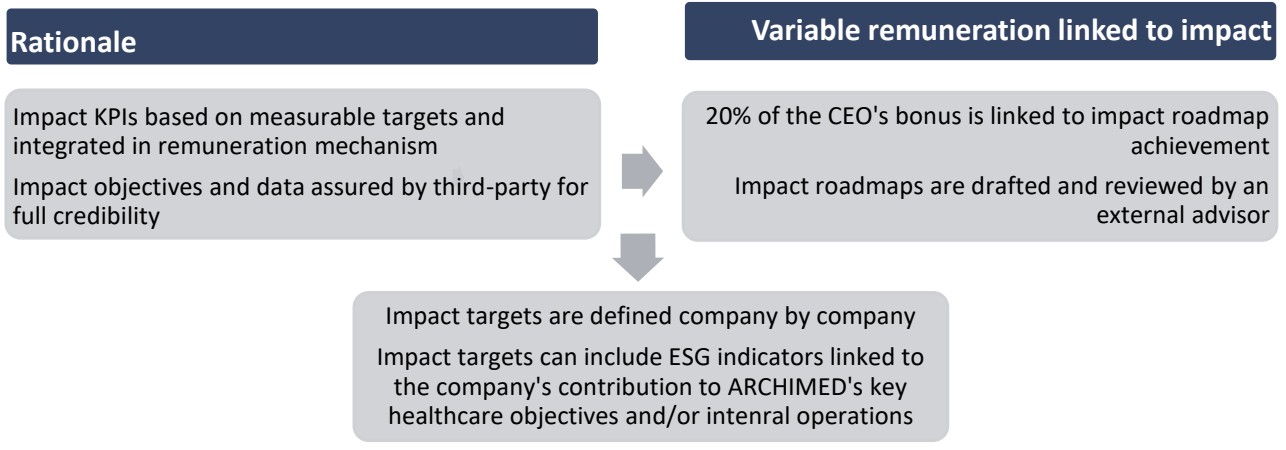 Rationale
Variable remuneration linked to impact
Impact KPIs based on measurable targets and
integrated in remuneration mechanism
Impact objectives and data assured by third-party for
full credibility
20% of the CEO's bonus is linked to impact roadmap
achievement
Impact roadmaps are drafted and reviewed by an
external advisor
Impact targets are defined company by company
Impact targets can include ESG indicators linked to
the company's contribution to ARCHIMED's key
healthcare objectives and/or intenral operations